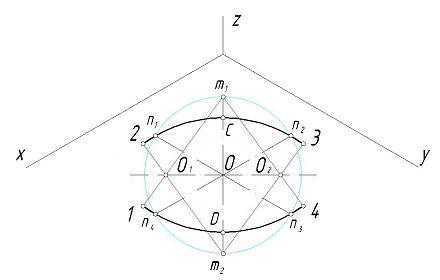 z
m₁
n₁ n₂
2 C 3
x O₁ O O₂ y
1 D 4
n₄ n₃
m₂